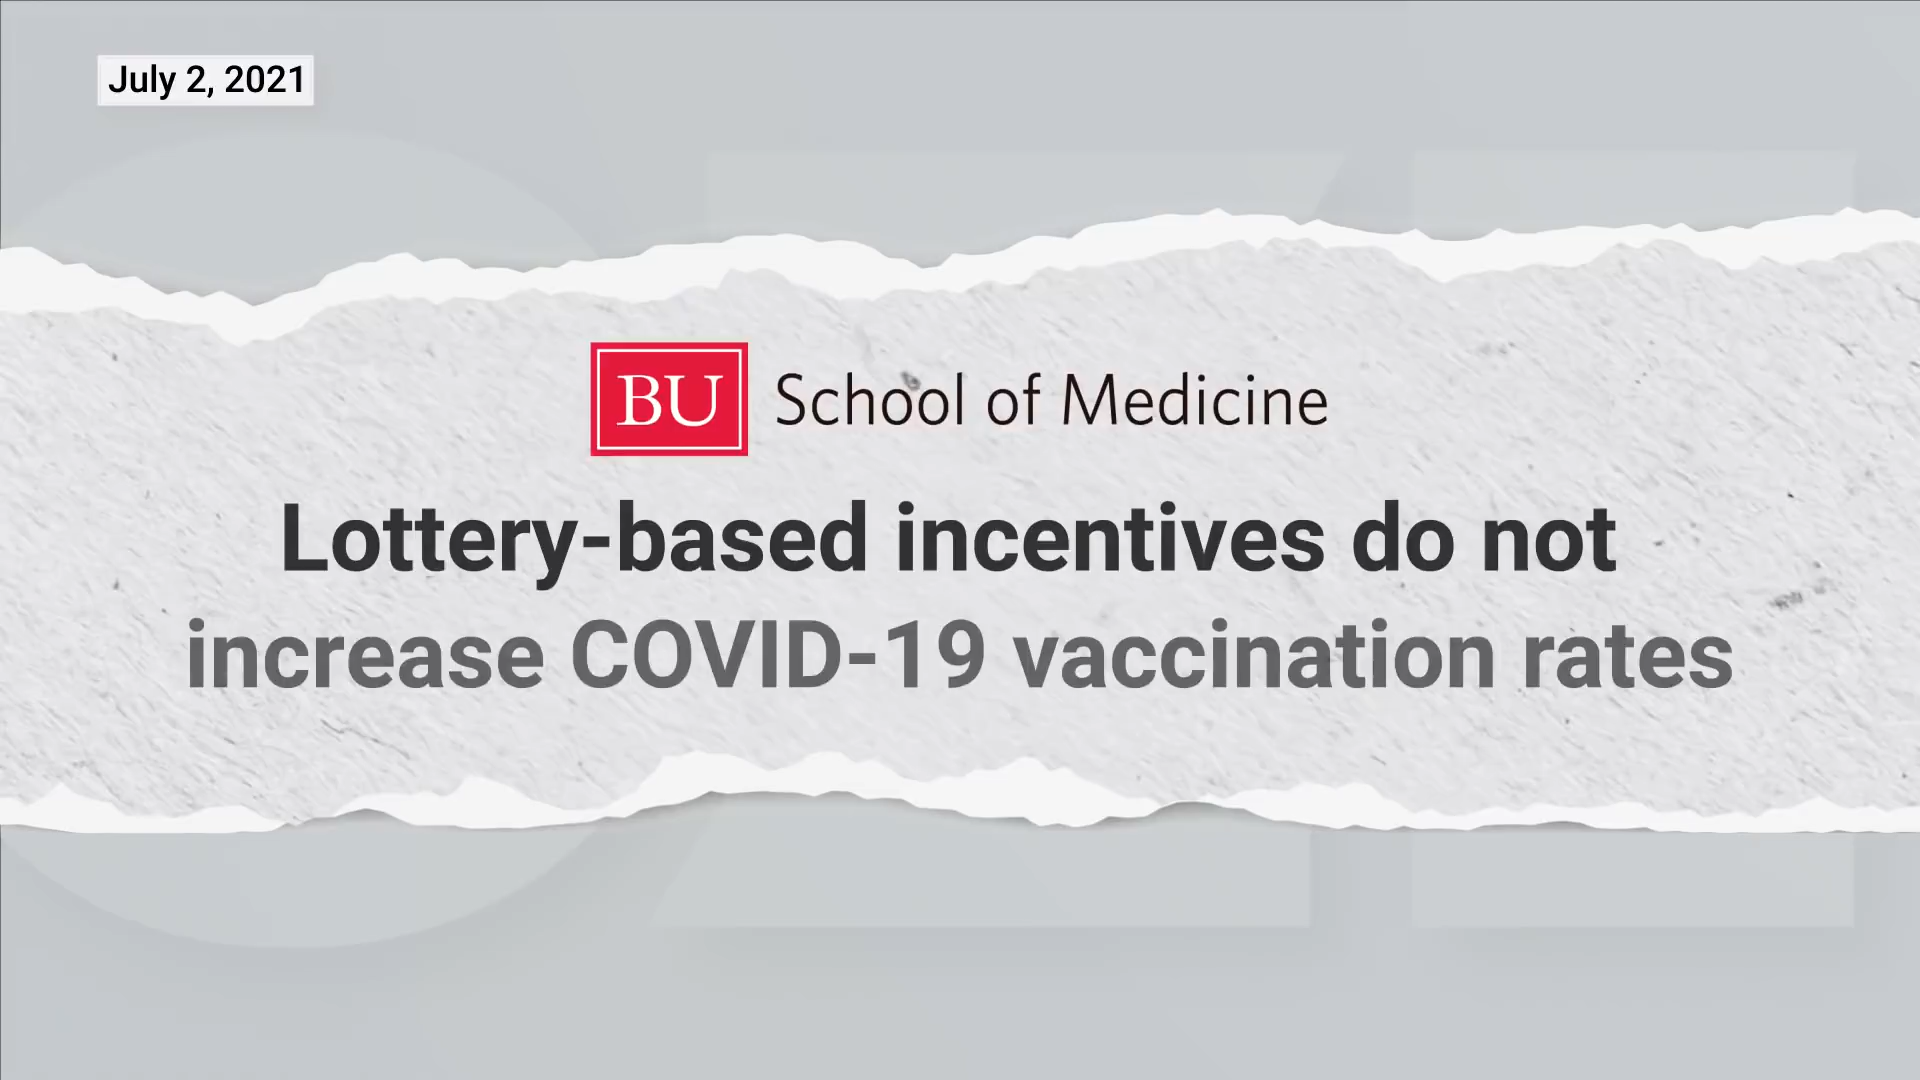 July 2, 2021
BU School of Medicine
Lottery-based incentives do not
increase COVID-19 vaccination rates